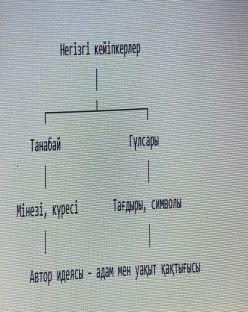 Негізгі кейіпкерлер
Танабай Гүлсары
Мінезі, күресі Тағдыры, символы
Автор идеясы – адам мен уақыт қақтығысы